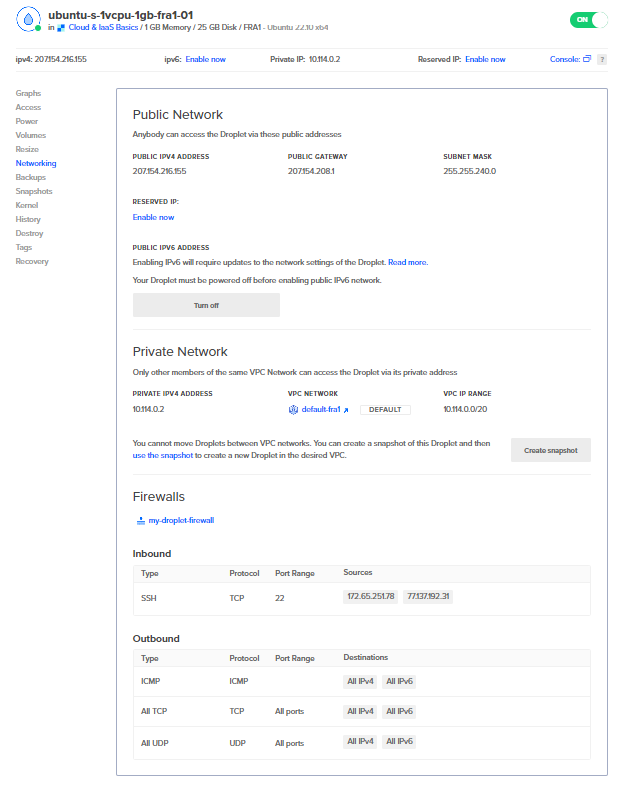 ubuntu-s-1vcpu-1gb-fra1-01
in Cloud & IaaS Basics / 1 GB Memory / 25 GB Disk / FRA1 - Ubuntu 22.10 x64
ON
ipv4: 207.154.216.155 ipv6: Enable now Private IP: 10.114.0.2 Reserved IP: Enable now Console: ?
Graphs
Access
Power
Volumes
Resize
Networking
Backups
Snapshots
Kernel
History
Destroy
Tags
Recovery
Public Network
Anybody can access the Droplet via these public addresses
PUBLIC IPV4 ADDRESS PUBLIC GATEWAY SUBNET MASK
207.154.216.155 207.154.208.1 255.255.240.0
RESERVED IP:
Enable now
PUBLIC IPV6 ADDRESS
Enabling IPv6 will require updates to the network settings of the Droplet. Read more.
Your Droplet must be powered off before enabling public IPv6 network.
Turn off
Private Network
Only other members of the same VPC Network can access the Droplet via its private address
PRIVATE IPV4 ADDRESS VPC NETWORK VPC IP RANGE
10.114.0.2 default-fra1 DEFAULT 10.114.0.0/20
You cannot move Droplets between VPC networks. You can create a snapshot of this Droplet and then
use the snapshot to create a new Droplet in the desired VPC.
Create snapshot
Firewalls
my-droplet-firewall
Inbound
Type Protocol Port Range Sources
SSH TCP 22 172.65.251.78 77.137.192.31
Outbound
Type Protocol Port Range Destinations
ICMP ICMP All IPv4 All IPv6
All TCP TCP All ports All IPv4 All IPv6
All UDP UDP All ports All IPv4 All IPv6